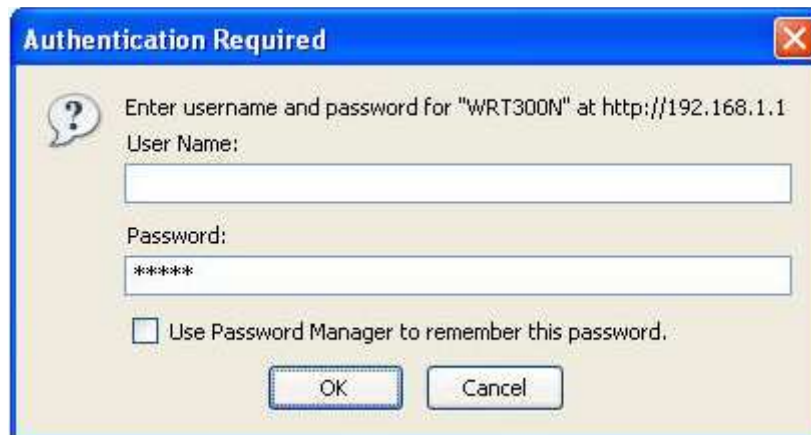 Authentication Required
Enter username and password for "WRT300N" at http://192.168.1.1
User Name:
Password:
*****
Use Password Manager to remember this password.
OK
Cancel